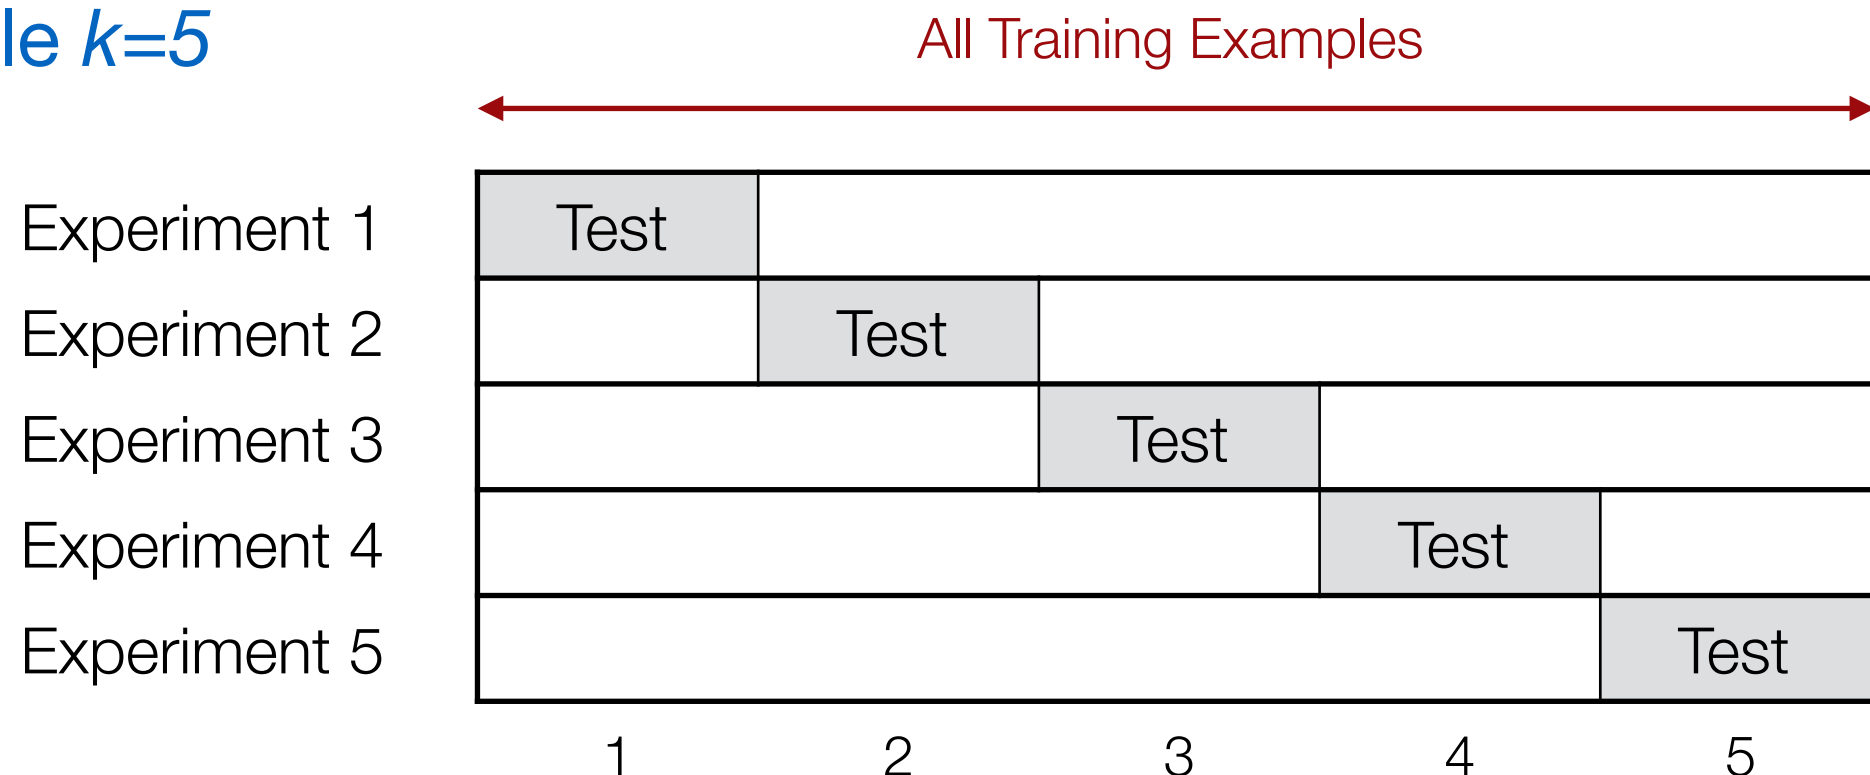 le k=5
All Training Examples
Experiment 1 Test
Experiment 2 Test
Experiment 3 Test
Experiment 4 Test
Experiment 5 Test
1 2 3 4 5